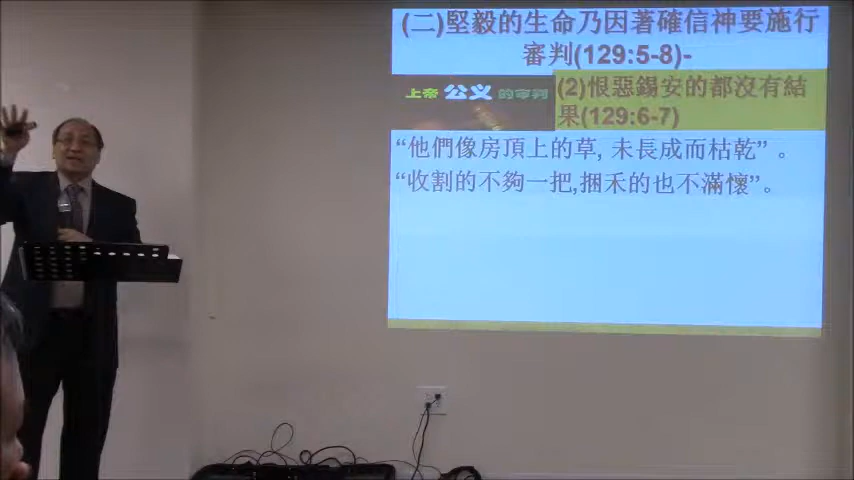 (二)堅毅的生命乃因著確信神要施行
審判(129:5-8)-
上帝 公义 的审判
(2)恨惡錫安的都沒有結
果(129:6-7)
“他們像房頂上的草, 未長成而枯乾”。
“收割的不夠一把,捆禾的也不滿懷”。